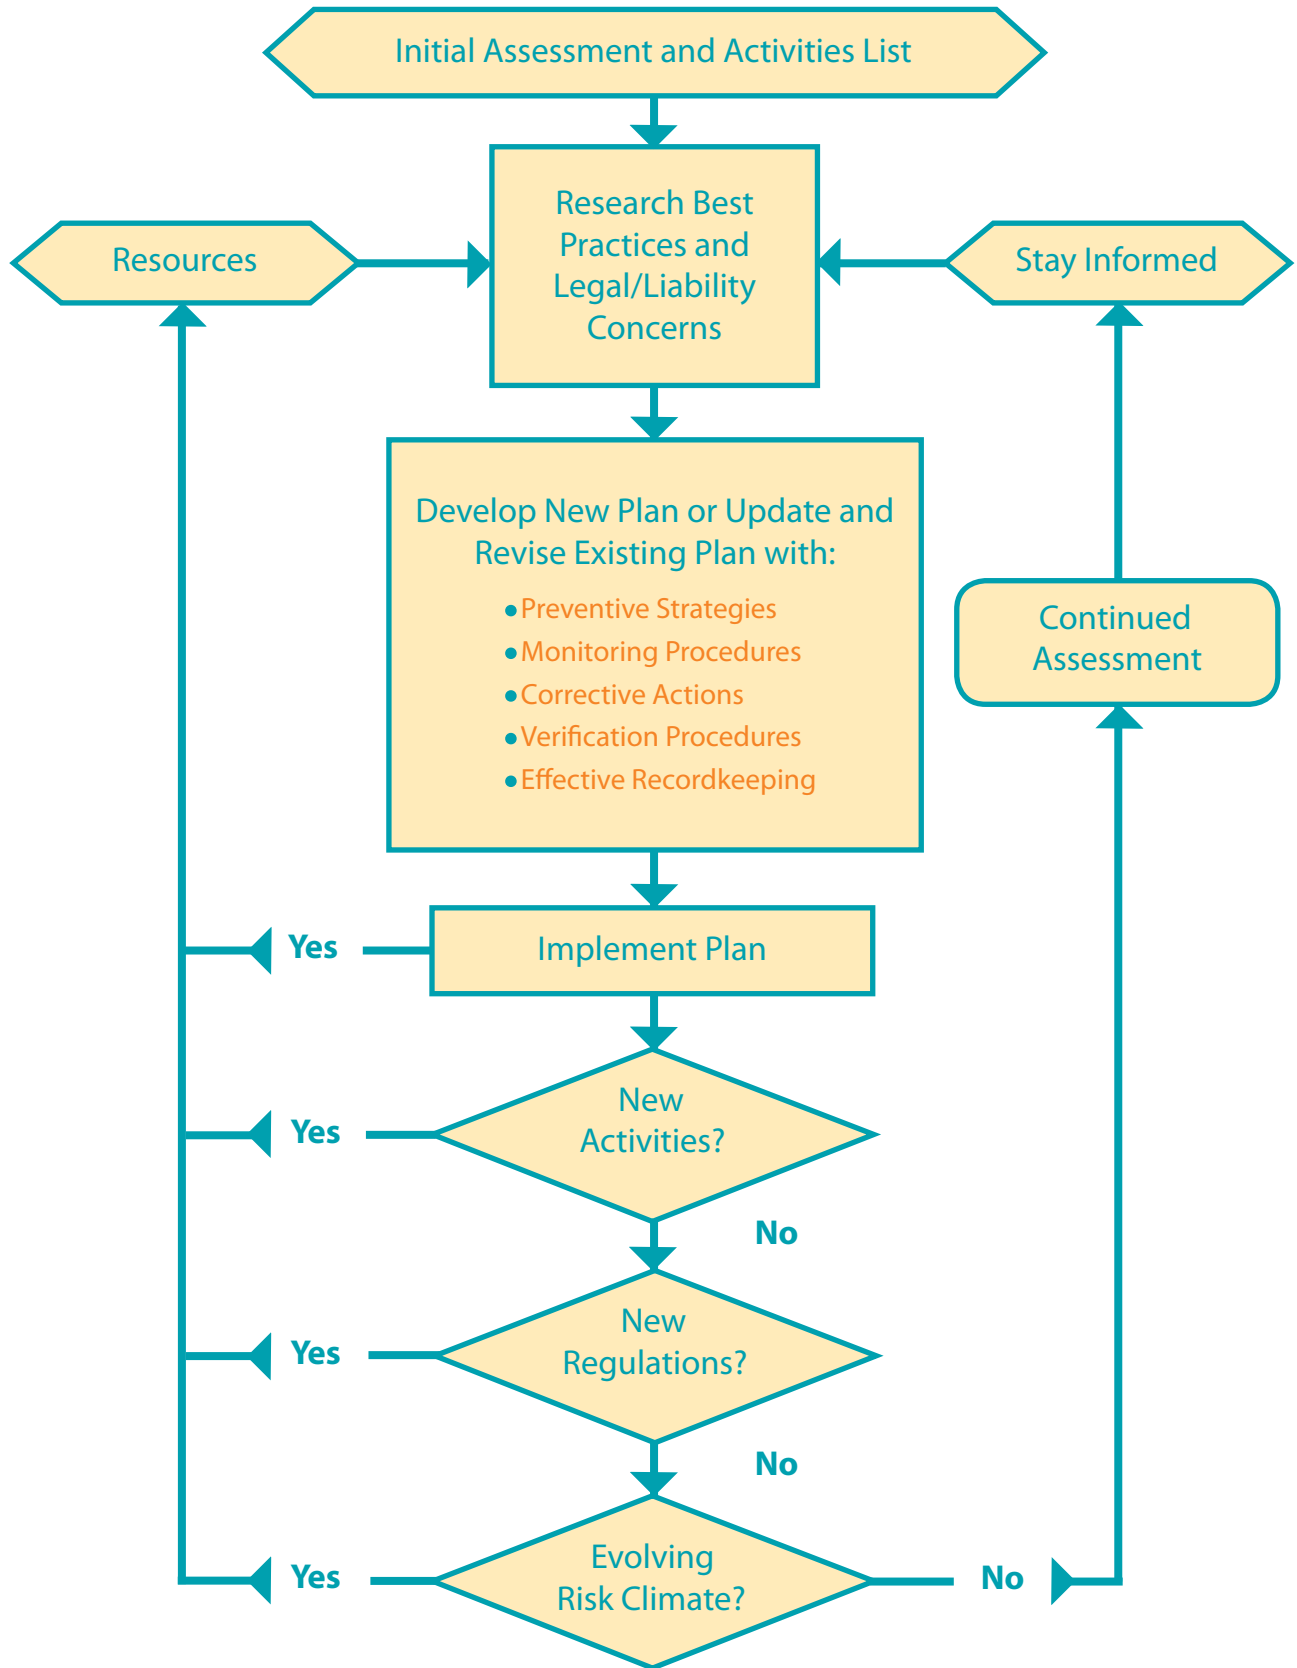 Initial Assessment and Activities List
Research Best
Practices and
Legal/Liability
Concerns
Resources
Stay Informed
Develop New Plan or Update and
Revise Existing Plan with:
• Preventive Strategies
• Monitoring Procedures
• Corrective Actions
• Verification Procedures
• Effective Recordkeeping
Continued
Assessment
Yes
Implement Plan
Yes
New
Activities?
No
Yes
New
Regulations?
No
Yes
Evolving
Risk Climate?
No